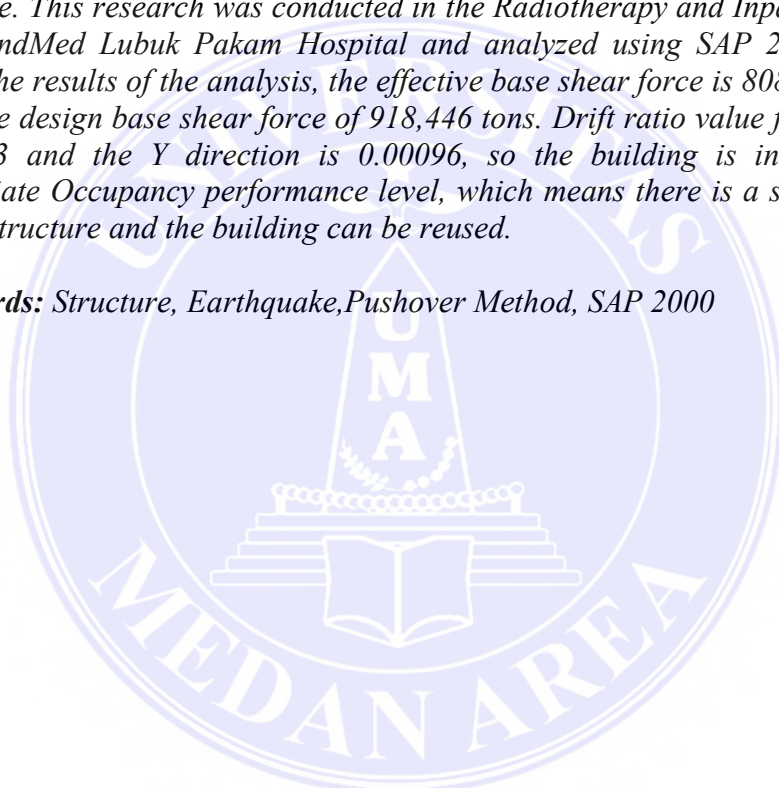 e. This research was conducted in the Radiotherapy and Inp
ndMed Lubuk Pakam Hospital and analyzed using SAP 2
he results of the analysis, the effective base shear force is 808
e design base shear force of 918,446 tons. Drift ratio value f
3 and the Y direction is 0.00096, so the building is in
iate Occupancy performance level, which means there is a s
tructure and the building can be reused.
rds: Structure, Earthquake,Pushover Method, SAP 2000
UNIVERSITAS
UMA
MEDAN AREA